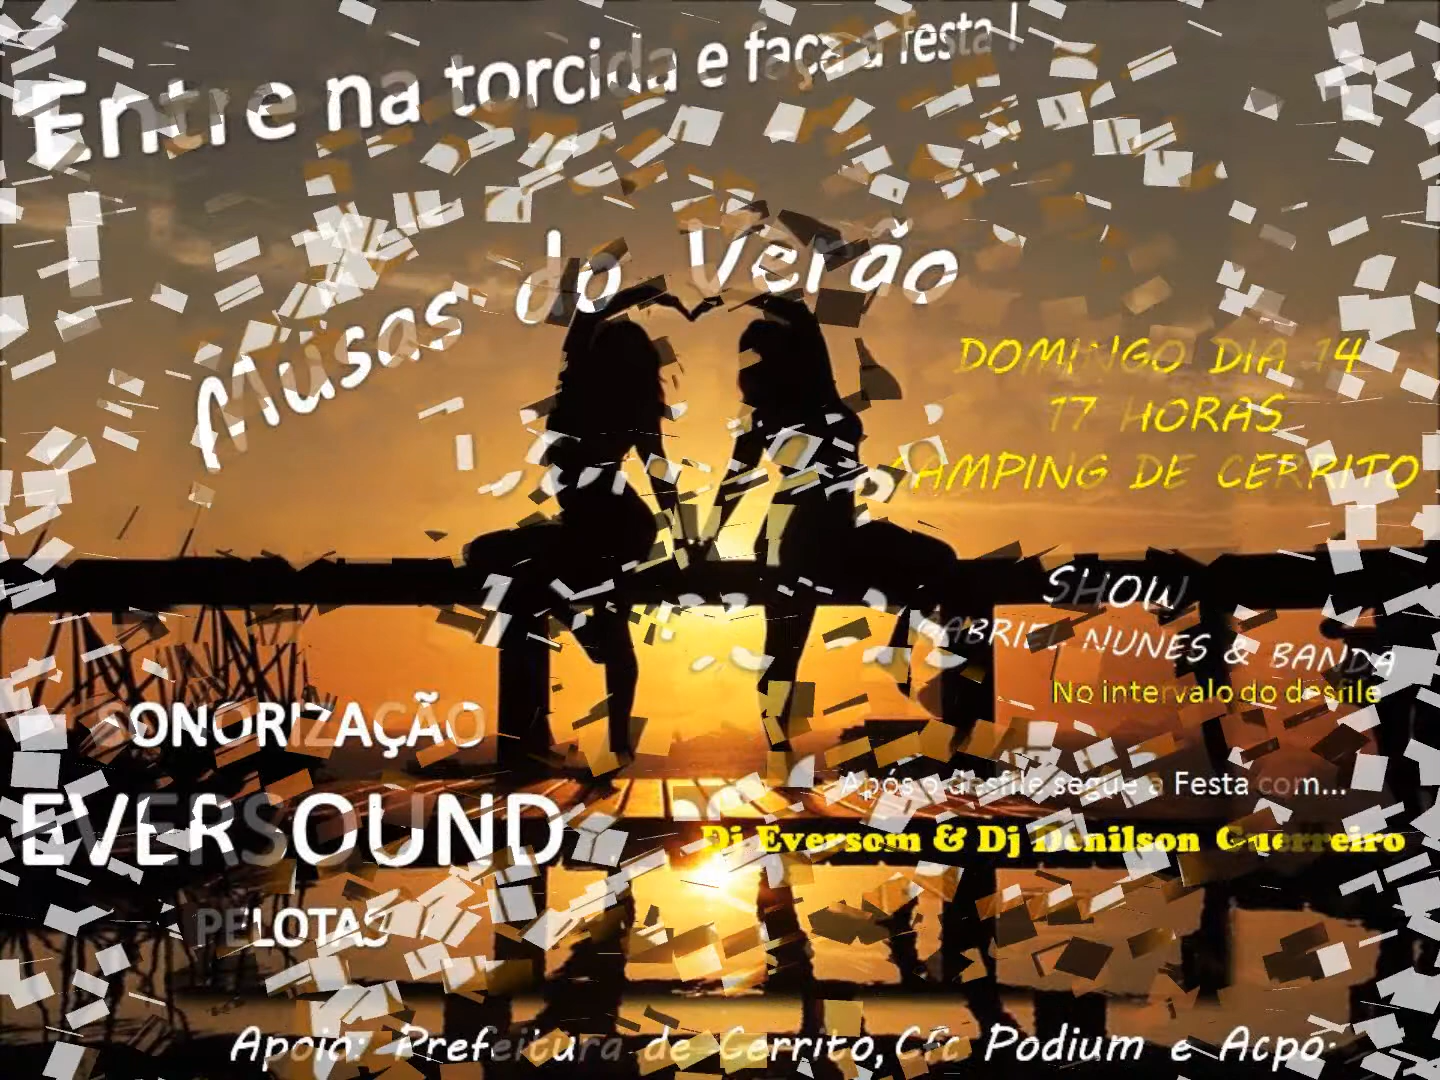 Entre na torcida e faça a festa !
Musas do Verão
DOMINGO DIA 14
17 HORAS
CAMPING DE CERRITO
SHOW
GABRIEL NUNES & BANDA
No intervalo do desfile
SONORIZAÇÃO
Após o desfile segue a Festa com...
EVERSOUND
Dj Eversom & Dj Denilson Guerreiro
PELOTAS
Apoio: Prefeitura de Cerrito, Cfc Podium e Acpo.